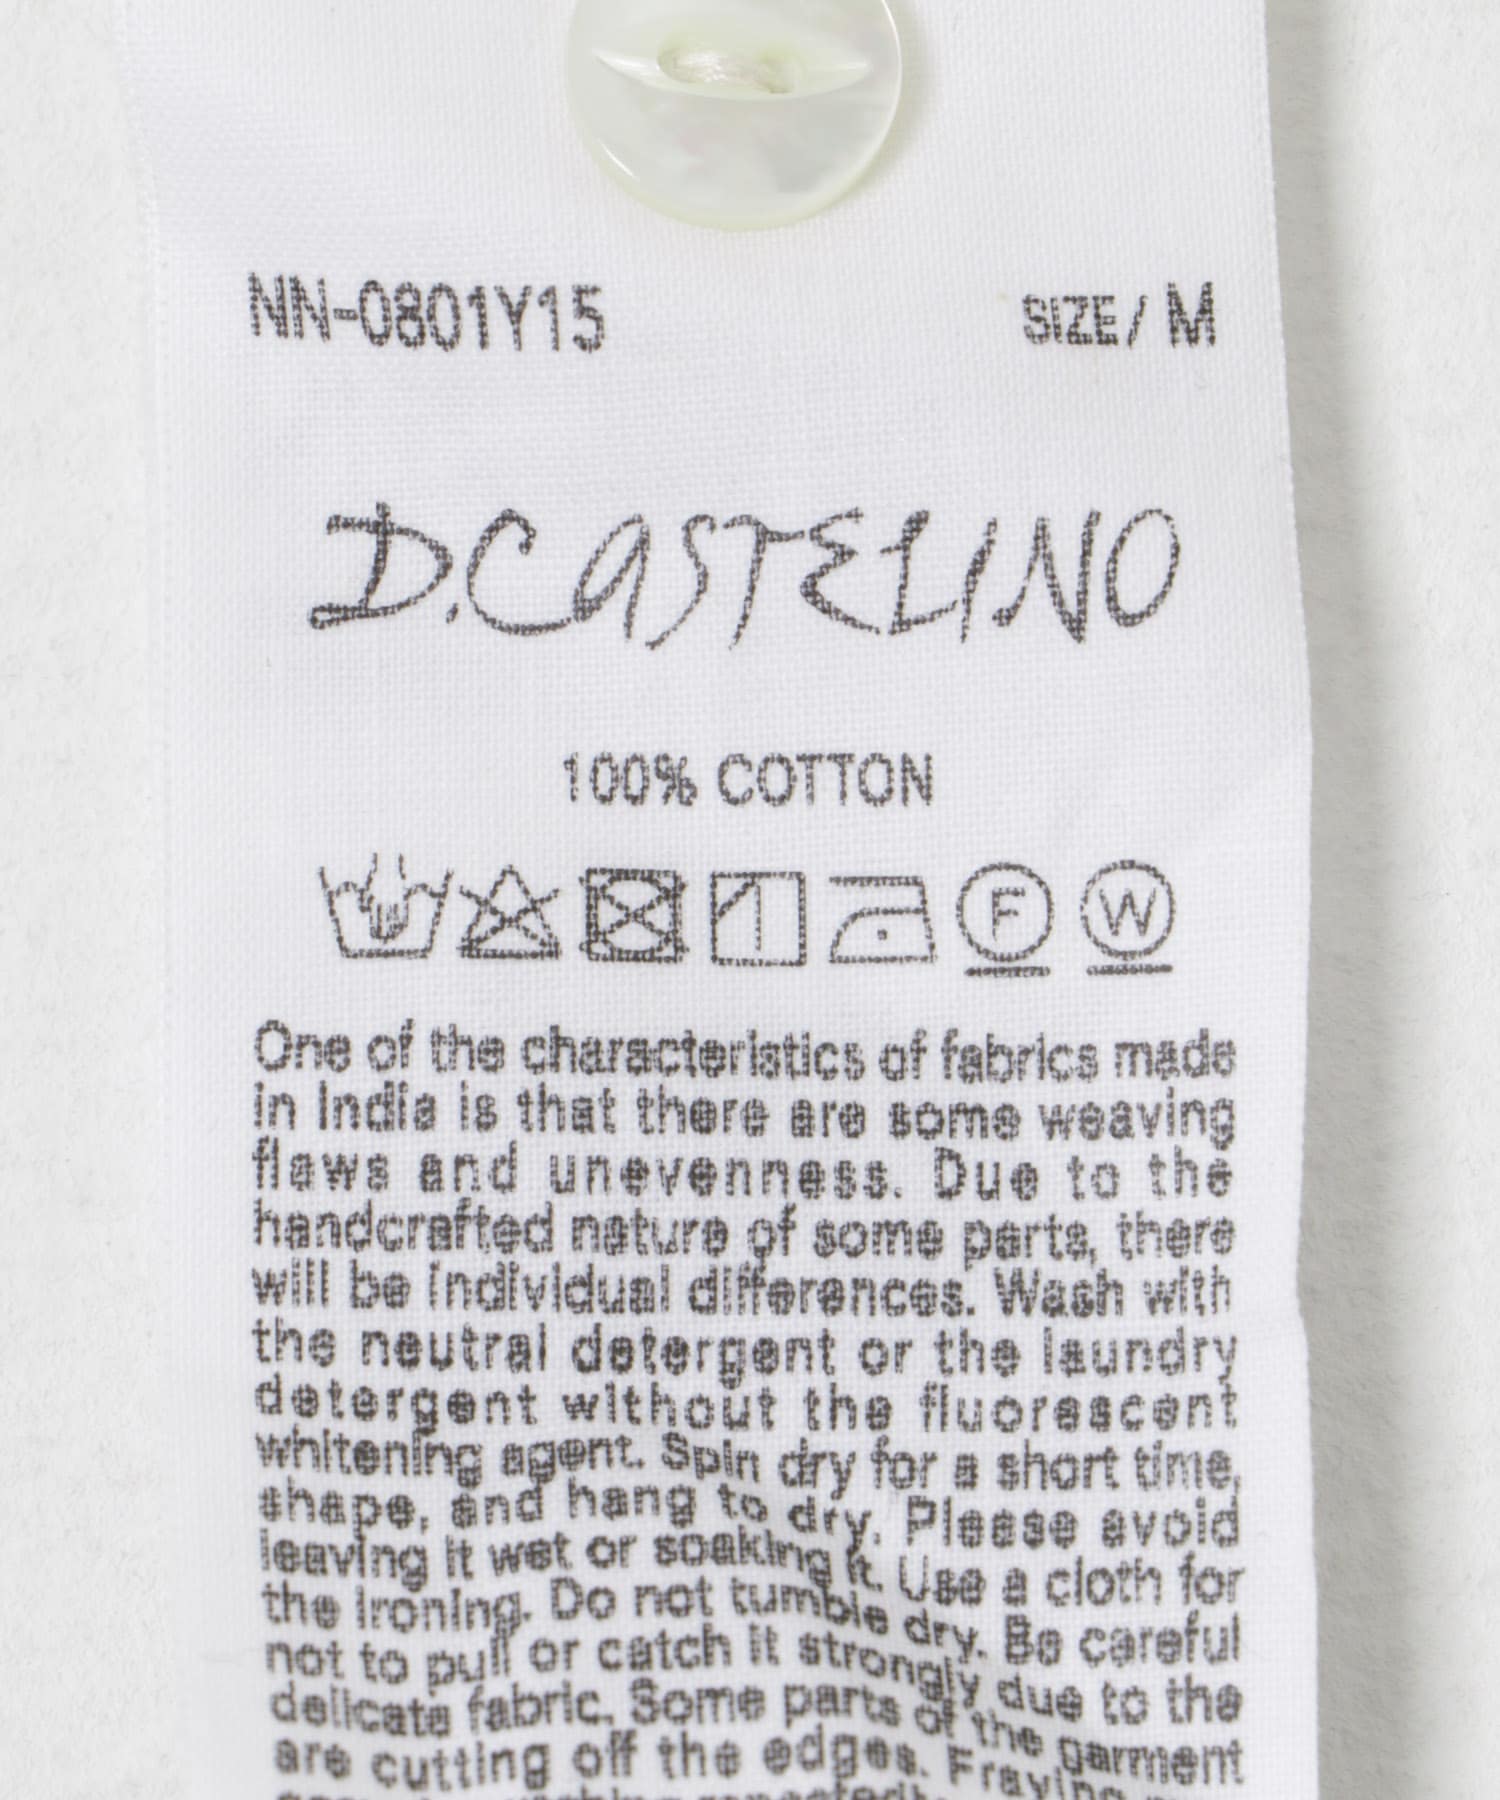 NN-0801Y15 SIZE/ M
D.CASTELINO
100% COTTON
F W
One of the characteristics of fabrics made
in India is that there are some weaving
flaws and unevenness. Due to the
handcrafted nature of some parts, there
will be individual differences. Wash with
the neutral detergent or the laundry
detergent without the fluorescent
whitening agent. Spin dry for a short time,
shape, and hang to dry. Please avoid
leaving it wet or soaking it. Use a cloth for
the ironing. Do not tumble dry. Be careful
not to pull or catch it strongly due to the
delicate fabric. Some parts of the garment
are cutting off the edges. Fraying